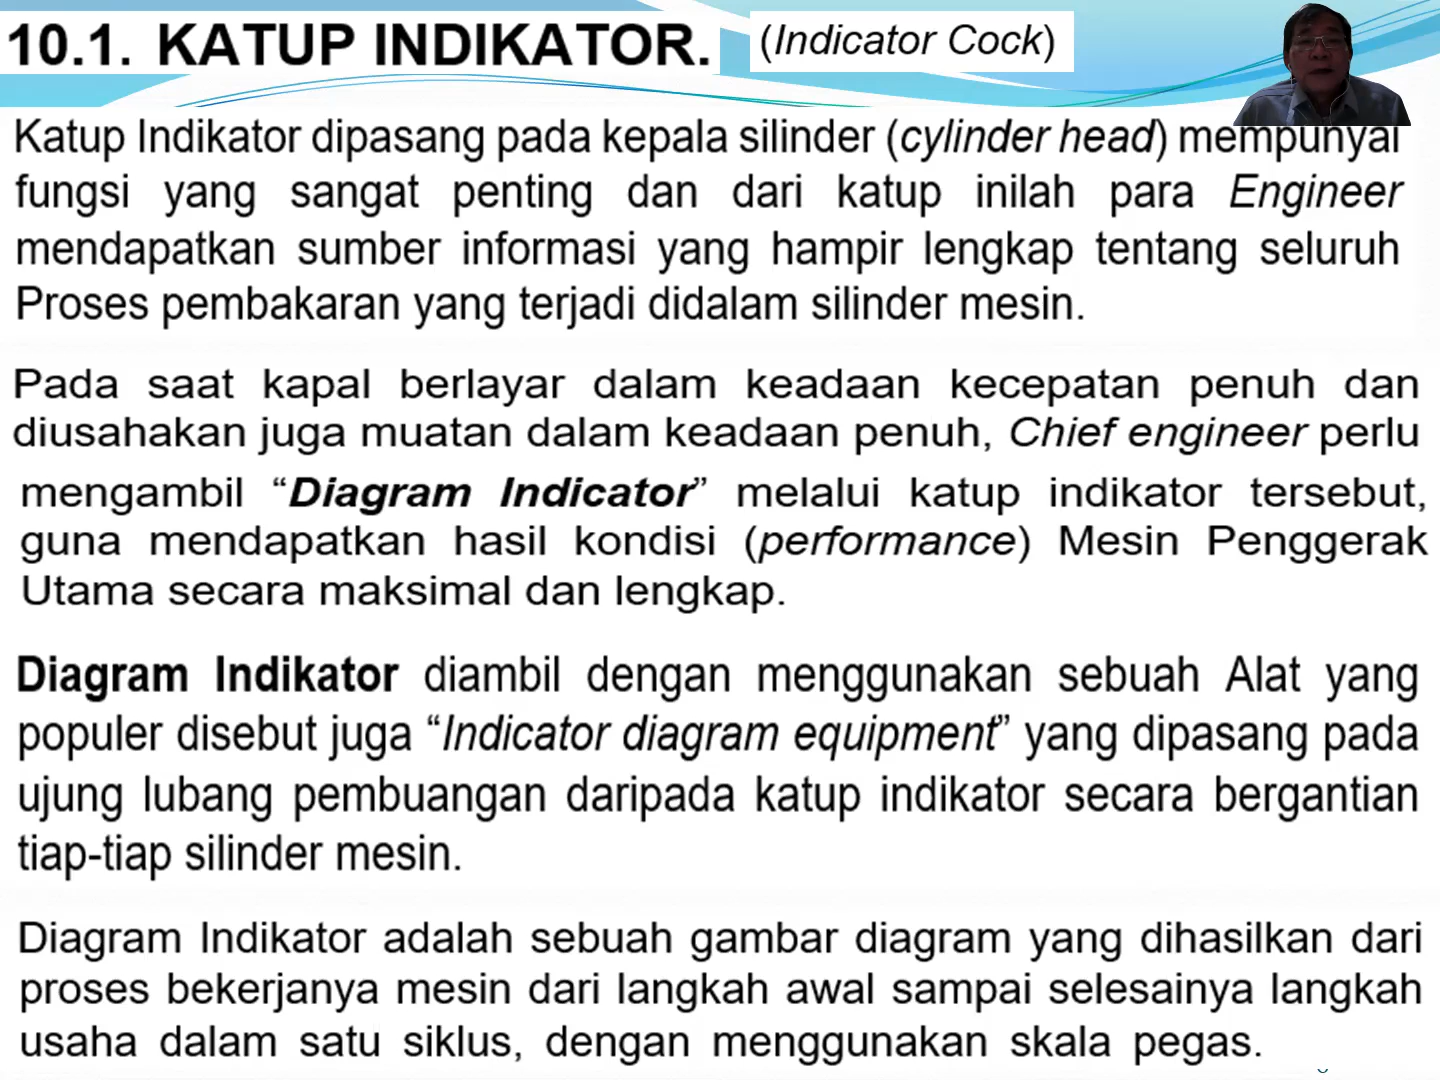 10.1. KATUP INDIKATOR. (Indicator Cock)
Katup Indikator dipasang pada kepala silinder (cylinder head) mempunyai
fungsi yang sangat penting dan dari katup inilah para Engineer
mendapatkan sumber informasi yang hampir lengkap tentang seluruh
Proses pembakaran yang terjadi didalam silinder mesin.
Pada saat kapal berlayar dalam keadaan kecepatan penuh dan
diusahakan juga muatan dalam keadaan penuh, Chief engineer perlu
mengambil “Diagram Indicator” melalui katup indikator tersebut,
guna mendapatkan hasil kondisi (performance) Mesin Penggerak
Utama secara maksimal dan lengkap.
Diagram Indikator diambil dengan menggunakan sebuah Alat yang
populer disebut juga “Indicator diagram equipment” yang dipasang pada
ujung lubang pembuangan daripada katup indikator secara bergantian
tiap-tiap silinder mesin.
Diagram Indikator adalah sebuah gambar diagram yang dihasilkan dari
proses bekerjanya mesin dari langkah awal sampai selesainya langkah
usaha dalam satu siklus, dengan menggunakan skala pegas.